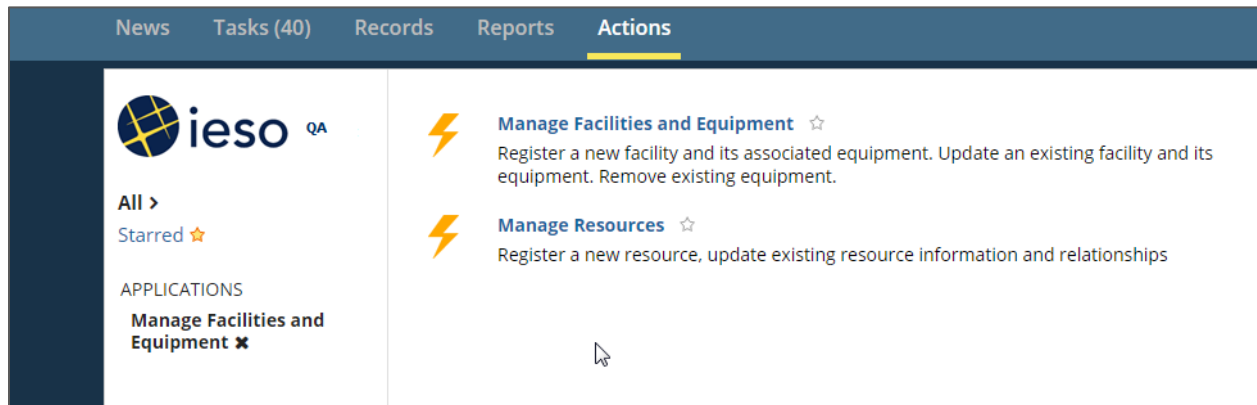 News Tasks (40) Records Reports Actions
ieso QA
All >
Starred
APPLICATIONS
Manage Facilities and
Equipment ✖
Manage Facilities and Equipment
Register a new facility and its associated equipment. Update an existing facility and its
equipment. Remove existing equipment.
Manage Resources
Register a new resource, update existing resource information and relationships